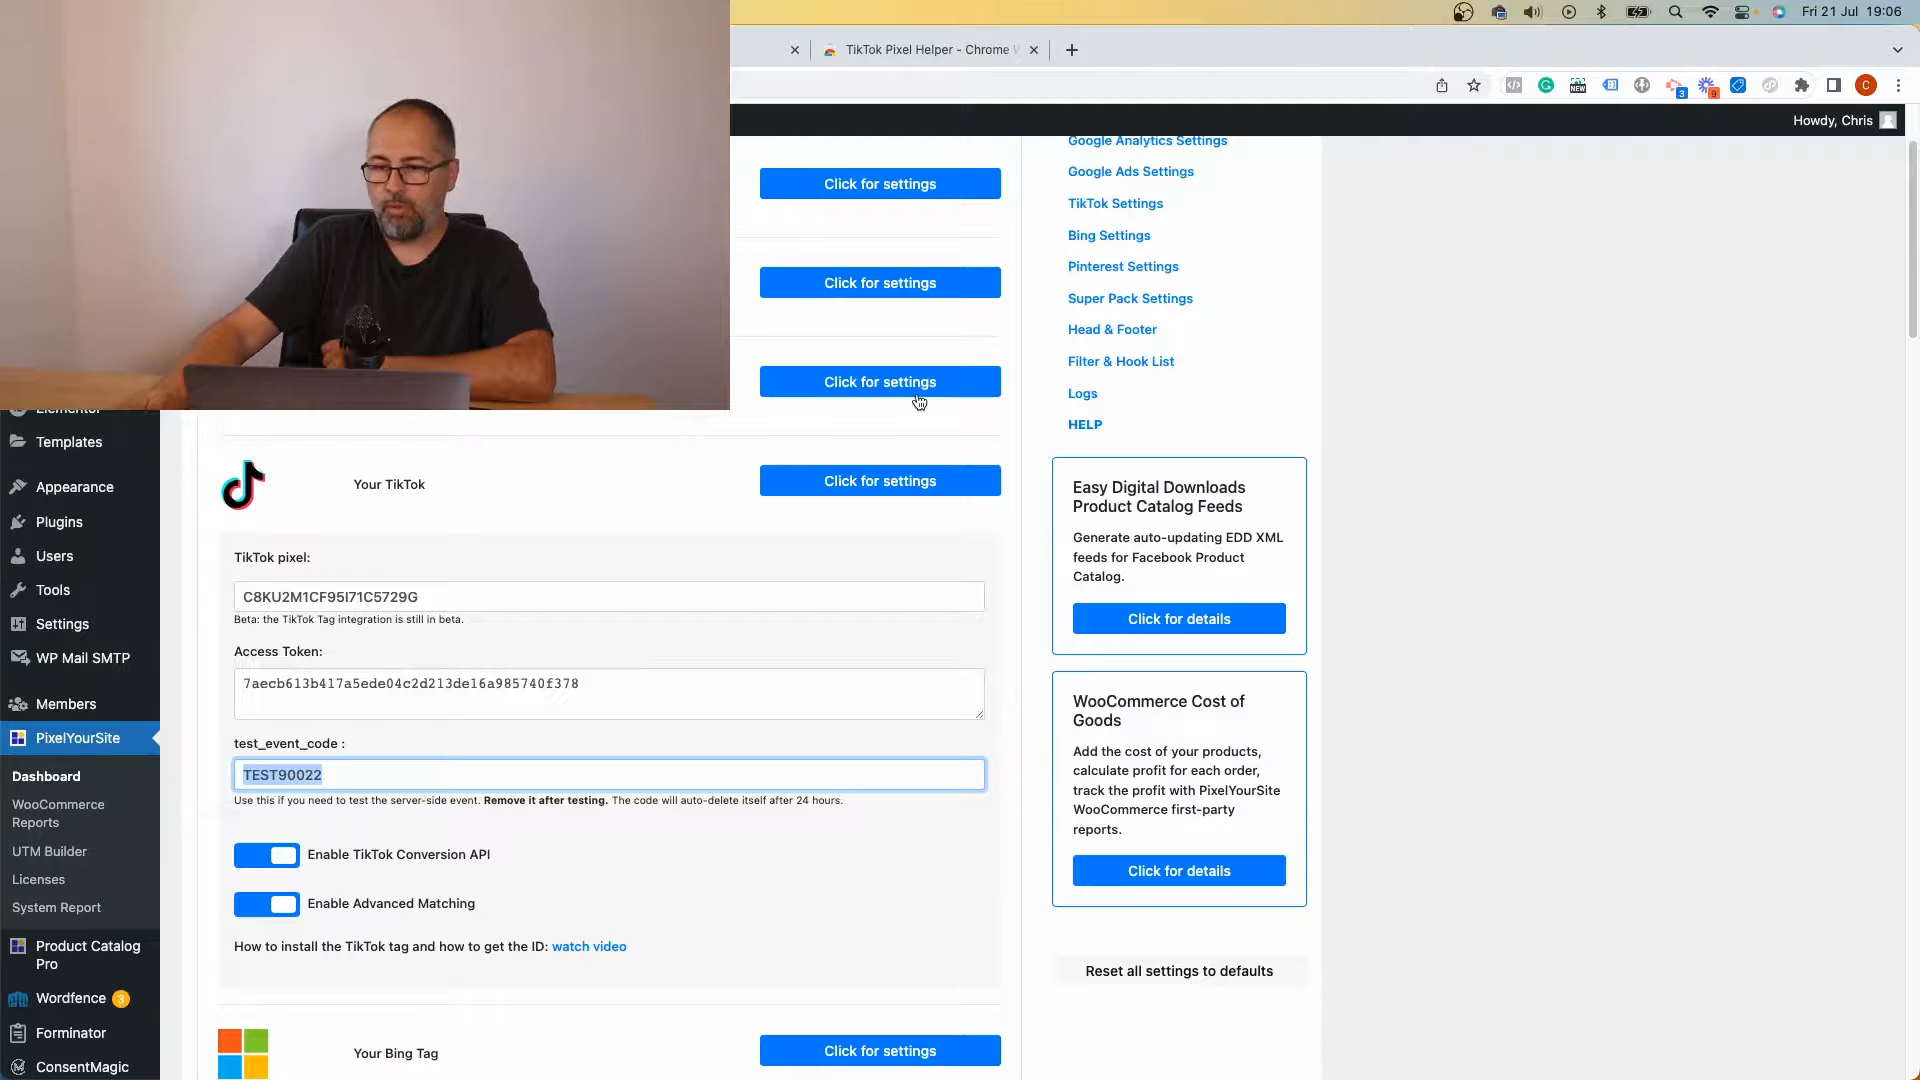 Fri 21 Jul 19:06
TikTok Pixel Helper - Chrome W
NEW
3
9
C
Howdy, Chris
Click for settings
Click for settings
Click for settings
Elementor
Templates
Appearance
Plugins
Users
Tools
Settings
WP Mail SMTP
Members
PixelYourSite
Dashboard
WooCommerce
Reports
UTM Builder
Licenses
System Report
Product Catalog
Pro
Wordfence 3
Forminator
ConsentMagic
Your TikTok
Click for settings
TikTok pixel:
C8KU2M1CF95I71C5729G
Beta: the TikTok Tag integration is still in beta.
Access Token:
7aecb613b417a5ede04c2d213de16a985740f378
test_event_code :
TEST90022
Use this if you need to test the server-side event. Remove it after testing. The code will auto-delete itself after 24 hours.
Enable TikTok Conversion API
Enable Advanced Matching
How to install the TikTok tag and how to get the ID: watch video
Your Bing Tag
Click for settings
Google Analytics Settings
Google Ads Settings
TikTok Settings
Bing Settings
Pinterest Settings
Super Pack Settings
Head & Footer
Filter & Hook List
Logs
HELP
Easy Digital Downloads
Product Catalog Feeds
Generate auto-updating EDD XML
feeds for Facebook Product
Catalog.
Click for details
WooCommerce Cost of
Goods
Add the cost of your products,
calculate profit for each order,
track the profit with PixelYourSite
WooCommerce first-party
reports.
Click for details
Reset all settings to defaults